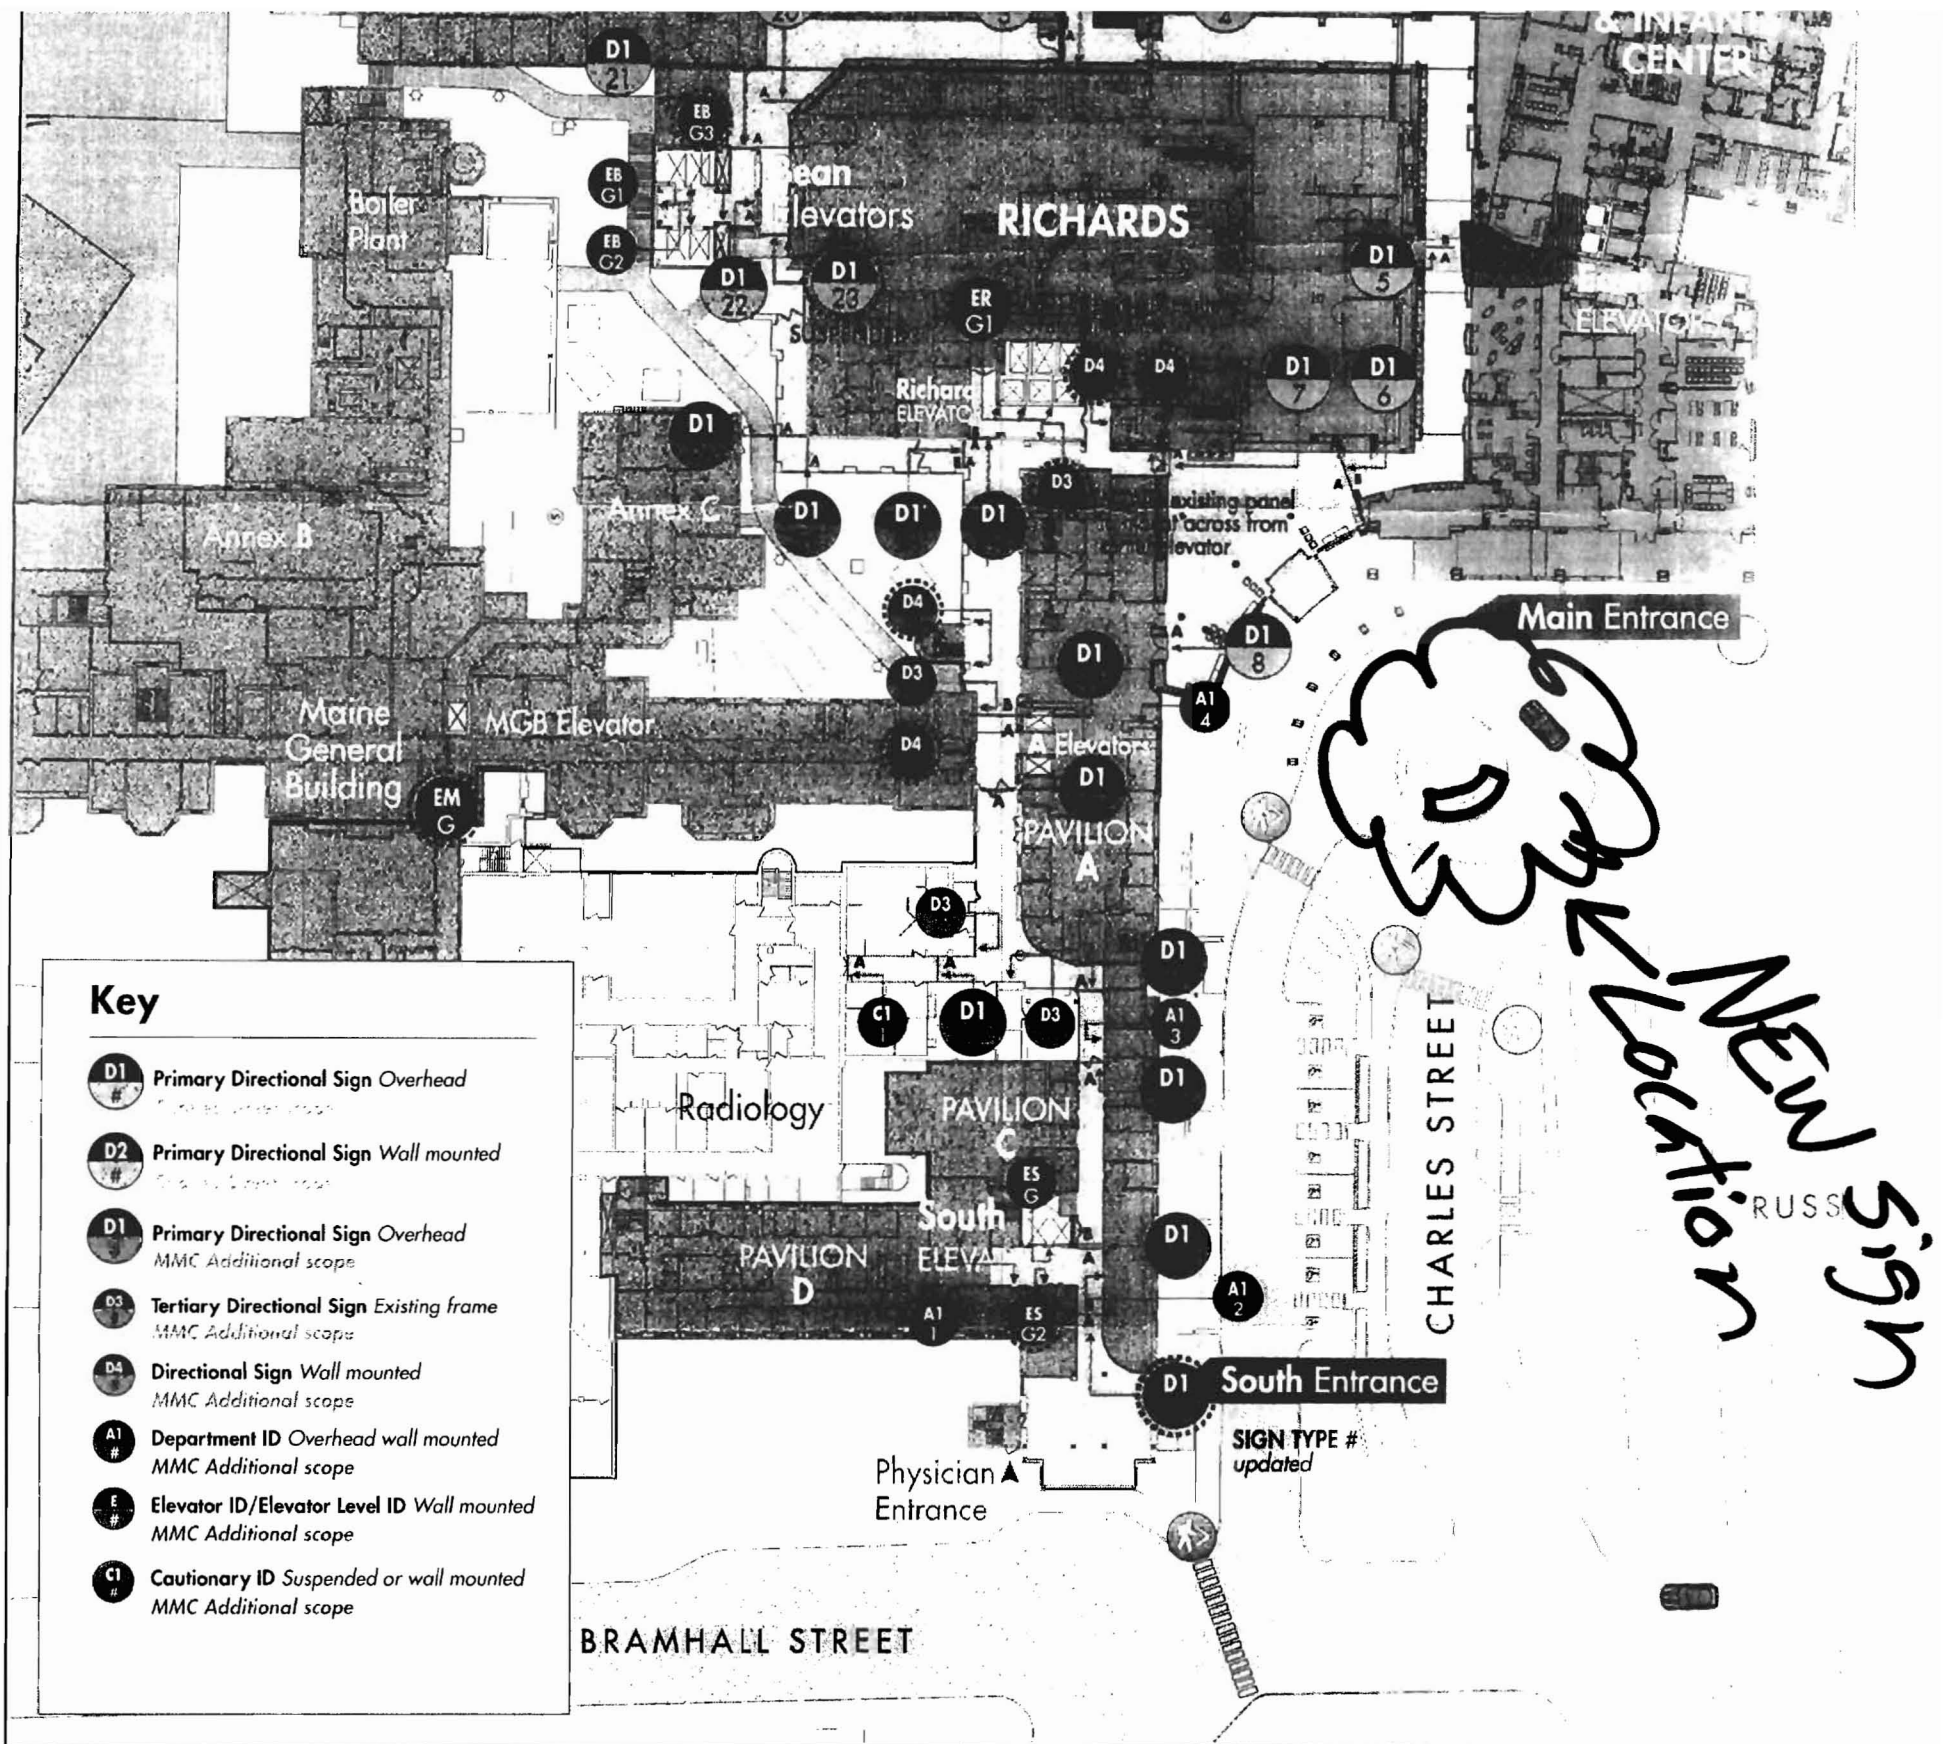 & INFANT
CENTER
D1
21
EB
G3
EB
G1
EB
G2
Boiler
Plant
ean
levators
RICHARDS
D1
22
D1
23
ER
G1
D1
5
ELEVATOR
D4
D4
D1
7
D1
6
Richard
ELEVATO
D1
Annex C
Annex B
D1
D1
D1
D3
existing panel
across from
levator
D4
D3
D4
D1
D1
8
A1
4
Main Entrance
Maine
General
Building
MGB Elevator
EM
G
A Elevators
D1
PAVILION
A
D3
C1
1
D1
D3
D1
A1
3
D1
Radiology
PAVILION
C
ES
G
South
ELEVA
PAVILION
D
A1
1
ES
G2
D1
A1
2
D1
South Entrance
SIGN TYPE #
updated
Physician
Entrance
CHARLES STREET
BRAMHALL STREET
RUSS
NEW Sign
Location
Key
D1
#
Primary Directional Sign Overhead
D2
#
Primary Directional Sign Wall mounted
D1
Primary Directional Sign Overhead
MMC Additional scope
D3
Tertiary Directional Sign Existing frame
MMC Additional scope
D4
Directional Sign Wall mounted
MMC Additional scope
A1
#
Department ID Overhead wall mounted
MMC Additional scope
E
#
Elevator ID/Elevator Level ID Wall mounted
MMC Additional scope
C1
#
Cautionary ID Suspended or wall mounted
MMC Additional scope